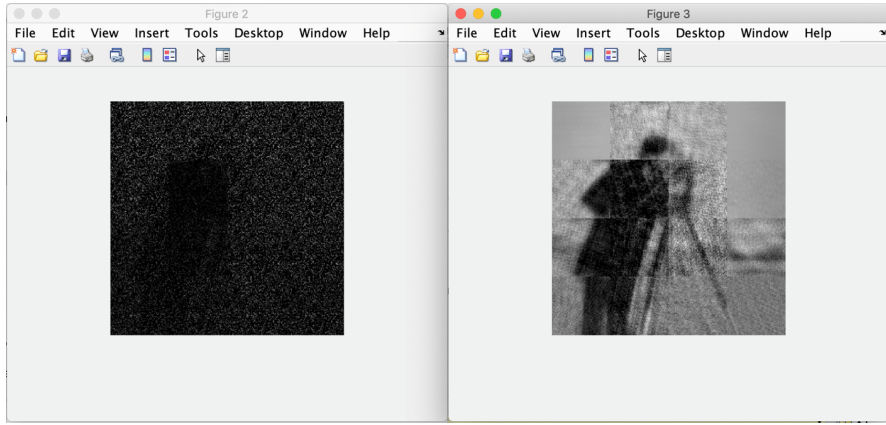 Figure 2
File Edit View Insert Tools Desktop Window Help
Figure 3
File Edit View Insert Tools Desktop Window Help